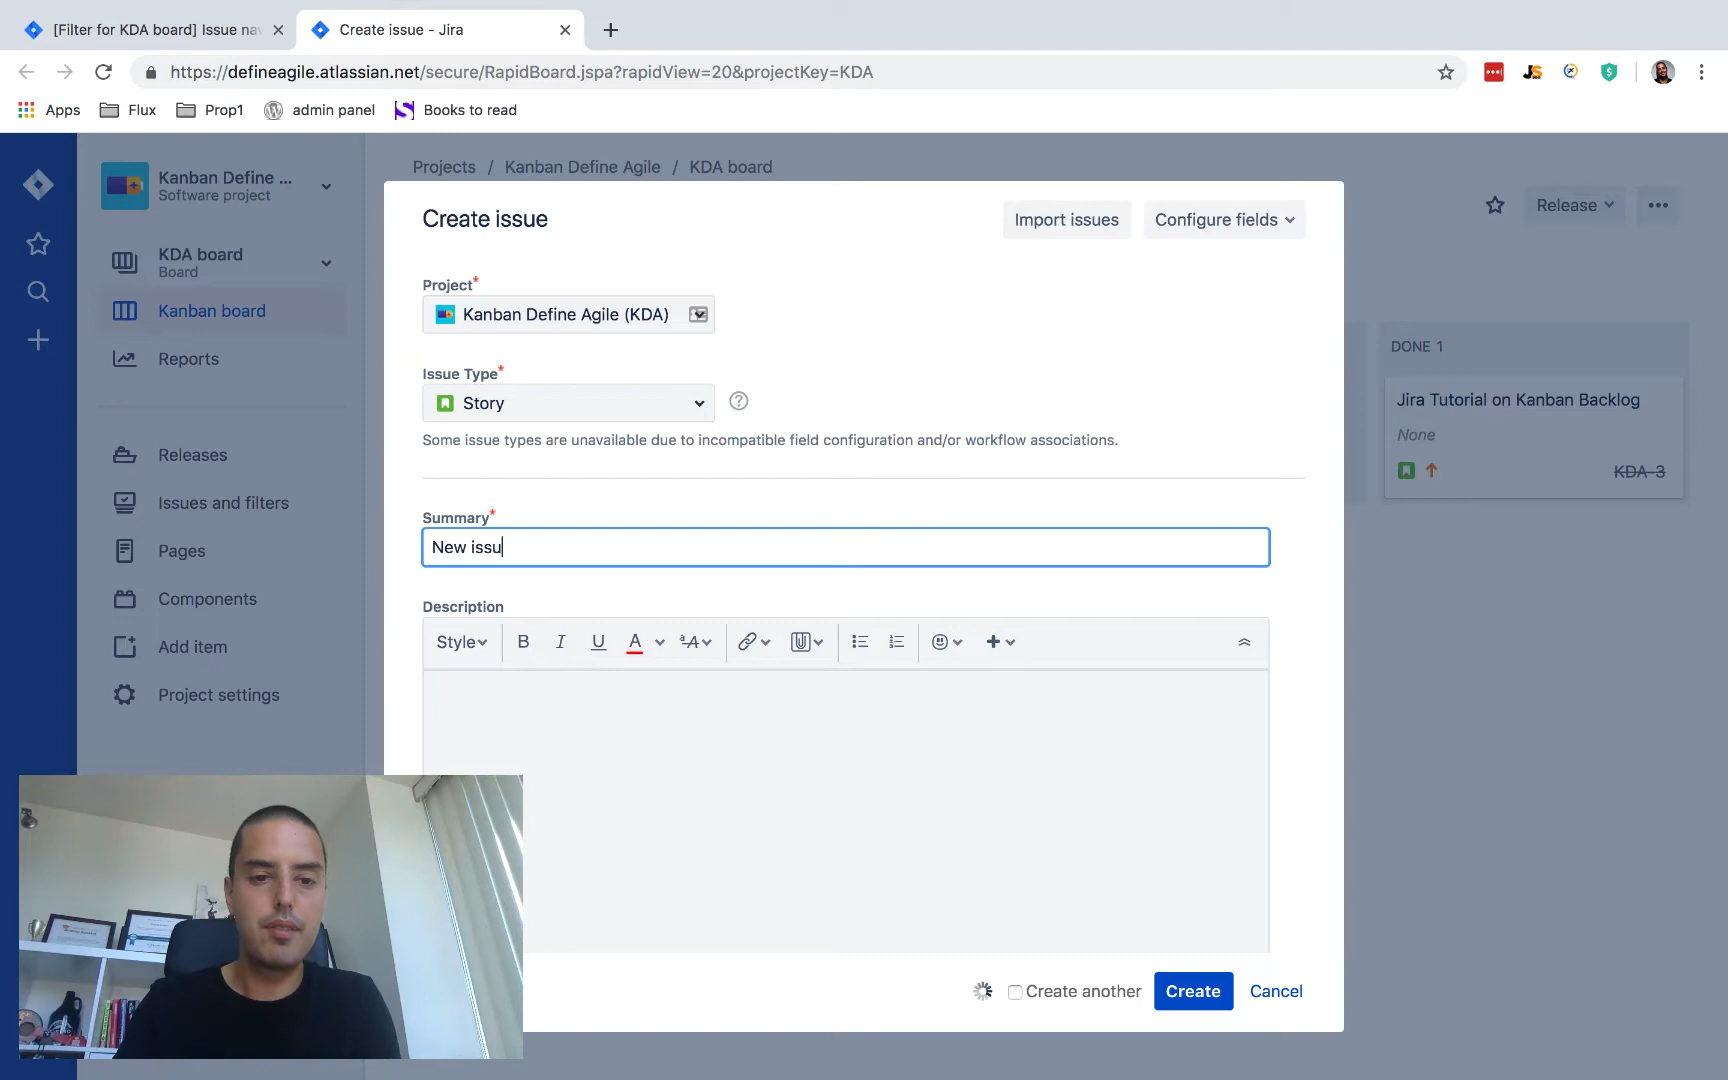 [Filter for KDA board] Issue nav
Create issue - Jira
https://defineagile.atlassian.net/secure/RapidBoard.jspa?rapidView=20&projectKey=KDA
Apps
Flux
Prop1
admin panel
Books to read
Kanban Define ...
Software project
KDA board
Board
Kanban board
Reports
Releases
Issues and filters
Pages
Components
Add item
Project settings
Projects / Kanban Define Agile / KDA board
Release
Create issue
Import issues
Configure fields
Project*
Kanban Define Agile (KDA)
Issue Type*
Story
Some issue types are unavailable due to incompatible field configuration and/or workflow associations.
Summary*
New issu
Description
Style
B I U A
Create another
Create
Cancel
DONE 1
Jira Tutorial on Kanban Backlog
None
KDA-3